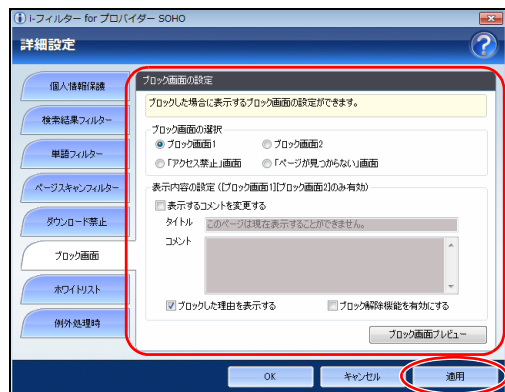 i-フィルター for プロバイダー SOHO
詳細設定
?
個人情報保護
検索結果フィルター
単語フィルター
ページスキャンフィルター
ダウンロード禁止
ブロック画面
ホワイトリスト
例外処理時
ブロック画面の設定
ブロックした場合に表示するブロック画面の設定ができます。
ブロック画面の選択
ブロック画面1 ブロック画面2
「アクセス禁止」画面 「ページが見つからない」画面
表示内容の設定 ([ブロック画面1][ブロック画面2]のみ有効)
表示するコメントを変更する
タイトル このページは現在表示することができません。
コメント
ブロックした理由を表示する ブロック解除機能を有効にする
ブロック画面プレビュー
OK キャンセル 適用